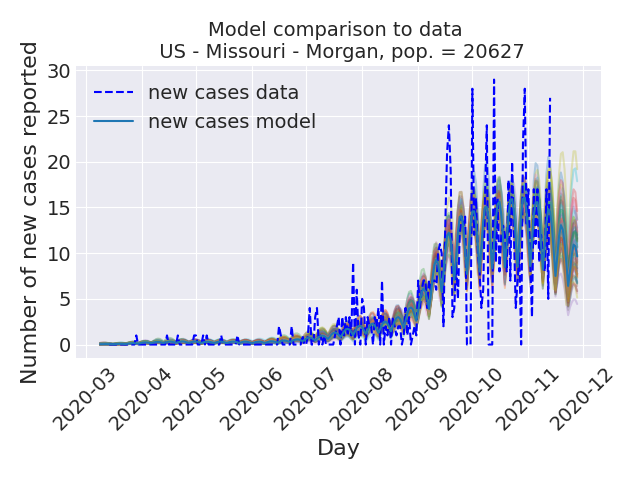 Model comparison to data
US - Missouri - Morgan, pop. = 20627
Number of new cases reported
30
25
20
15
10
5
0
new cases data
new cases model
2020-03
2020-04
2020-05
2020-06
2020-07
2020-08
2020-09
2020-10
2020-11
2020-12
Day